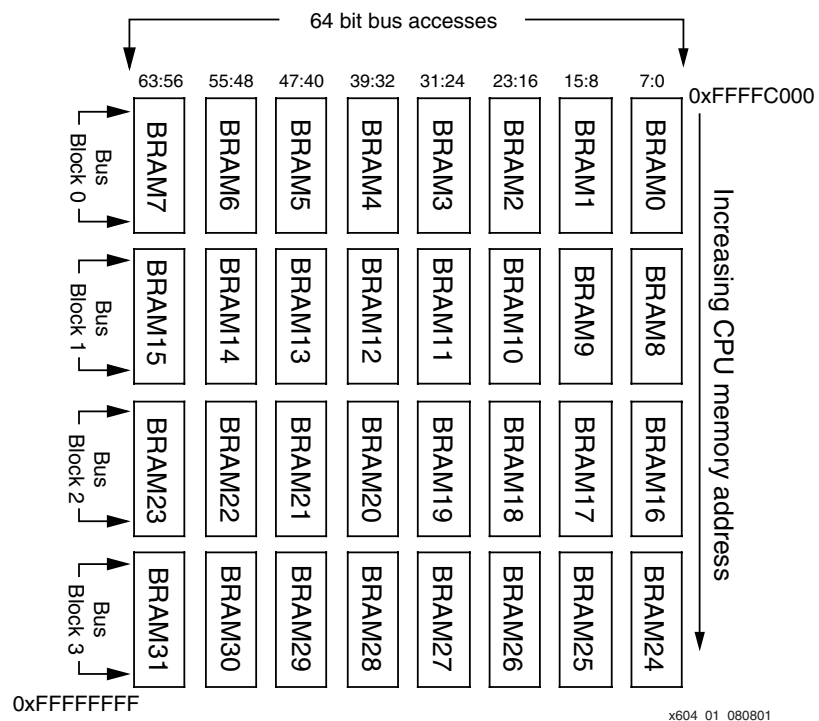 64 bit bus accesses
63:56 55:48 47:40 39:32 31:24 23:16 15:8 7:0
0xFFFFC000
Bus
Block 0
BRAM7 BRAM6 BRAM5 BRAM4 BRAM3 BRAM2 BRAM1 BRAM0
Bus
Block 1
BRAM15 BRAM14 BRAM13 BRAM12 BRAM11 BRAM10 BRAM9 BRAM8
Bus
Block 2
BRAM23 BRAM22 BRAM21 BRAM20 BRAM19 BRAM18 BRAM17 BRAM16
Bus
Block 3
BRAM31 BRAM30 BRAM29 BRAM28 BRAM27 BRAM26 BRAM25 BRAM24
Increasing CPU memory address
0xFFFFFFFF
x604_01_080801